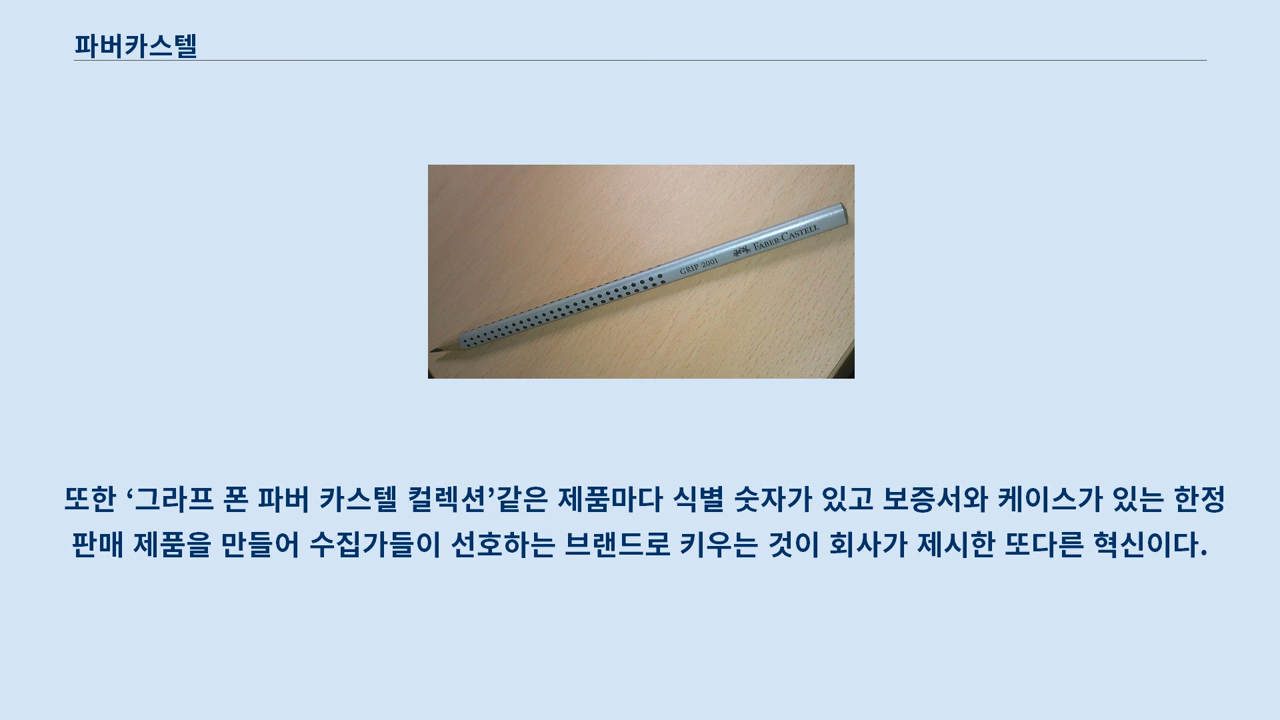 파버카스텔
GRIP 2001 FABER-CASTELL
또한 ‘그라프 폰 파버 카스텔 컬렉션’같은 제품마다 식별 숫자가 있고 보증서와 케이스가 있는 한정
판매 제품을 만들어 수집가들이 선호하는 브랜드로 키우는 것이 회사가 제시한 또다른 혁신이다.